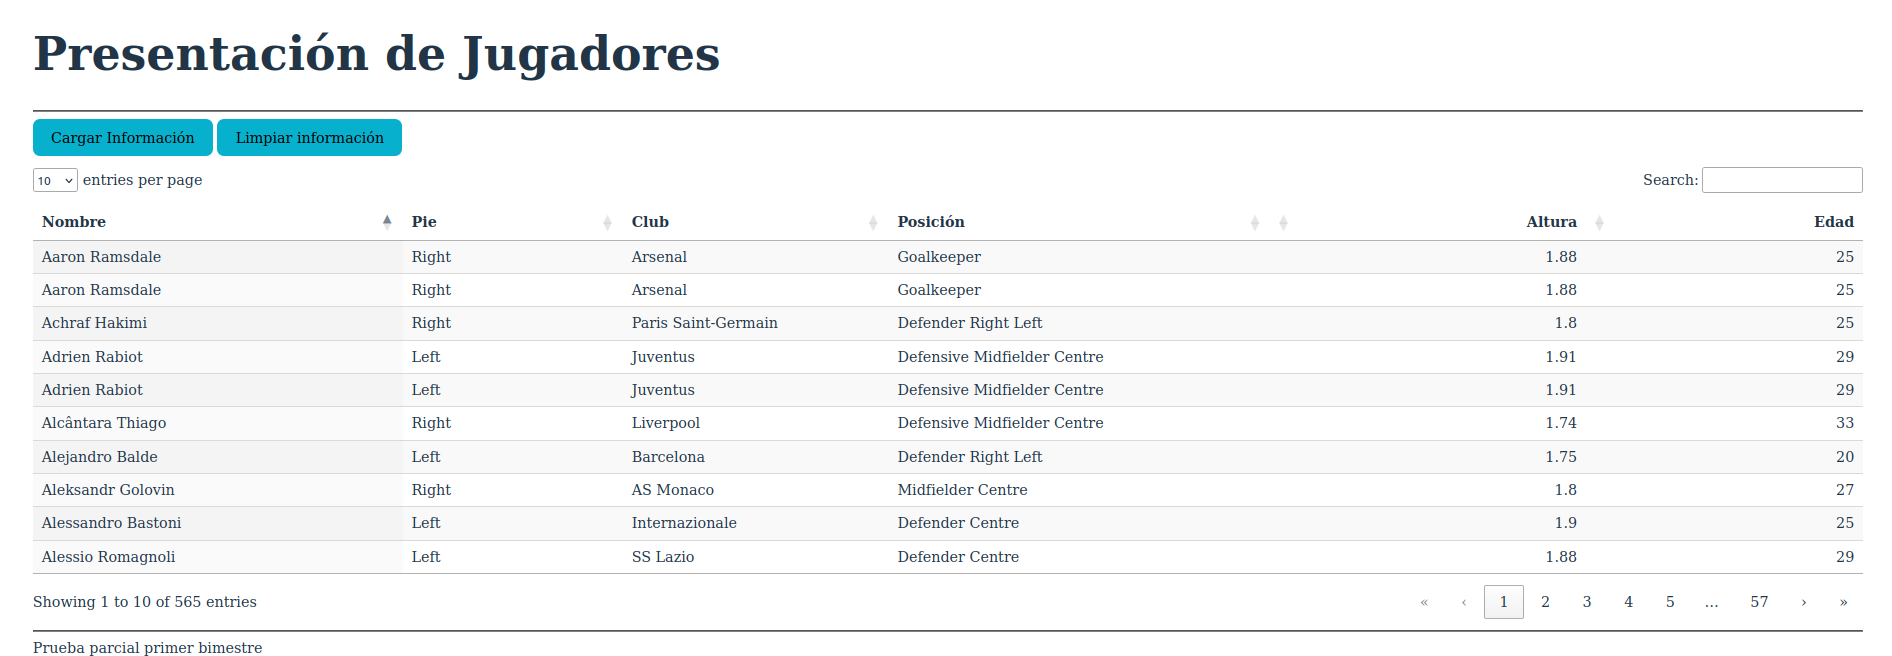 Presentación de Jugadores
Cargar Información Limpiar información
10 entries per page Search:
Nombre Pie Club Posición Altura Edad
Aaron Ramsdale Right Arsenal Goalkeeper 1.88 25
Aaron Ramsdale Right Arsenal Goalkeeper 1.88 25
Achraf Hakimi Right Paris Saint-Germain Defender Right Left 1.8 25
Adrien Rabiot Left Juventus Defensive Midfielder Centre 1.91 29
Adrien Rabiot Left Juventus Defensive Midfielder Centre 1.91 29
Alcântara Thiago Right Liverpool Defensive Midfielder Centre 1.74 33
Alejandro Balde Left Barcelona Defender Right Left 1.75 20
Aleksandr Golovin Right AS Monaco Midfielder Centre 1.8 27
Alessandro Bastoni Left Internazionale Defender Centre 1.9 25
Alessio Romagnoli Left SS Lazio Defender Centre 1.88 29
Showing 1 to 10 of 565 entries « ‹ 1 2 3 4 5 … 57 › »
Prueba parcial primer bimestre